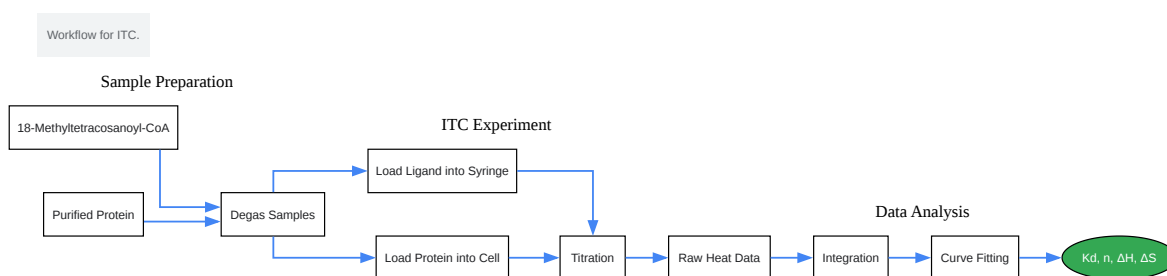 Workflow for ITC.
Sample Preparation
18-Methyltetracosanoyl-CoA
ITC Experiment
Load Ligand into Syringe
Purified Protein
Degas Samples
Data Analysis
Load Protein into Cell
Titration
Raw Heat Data
Integration
Curve Fitting
Kd, n, ΔH, ΔS